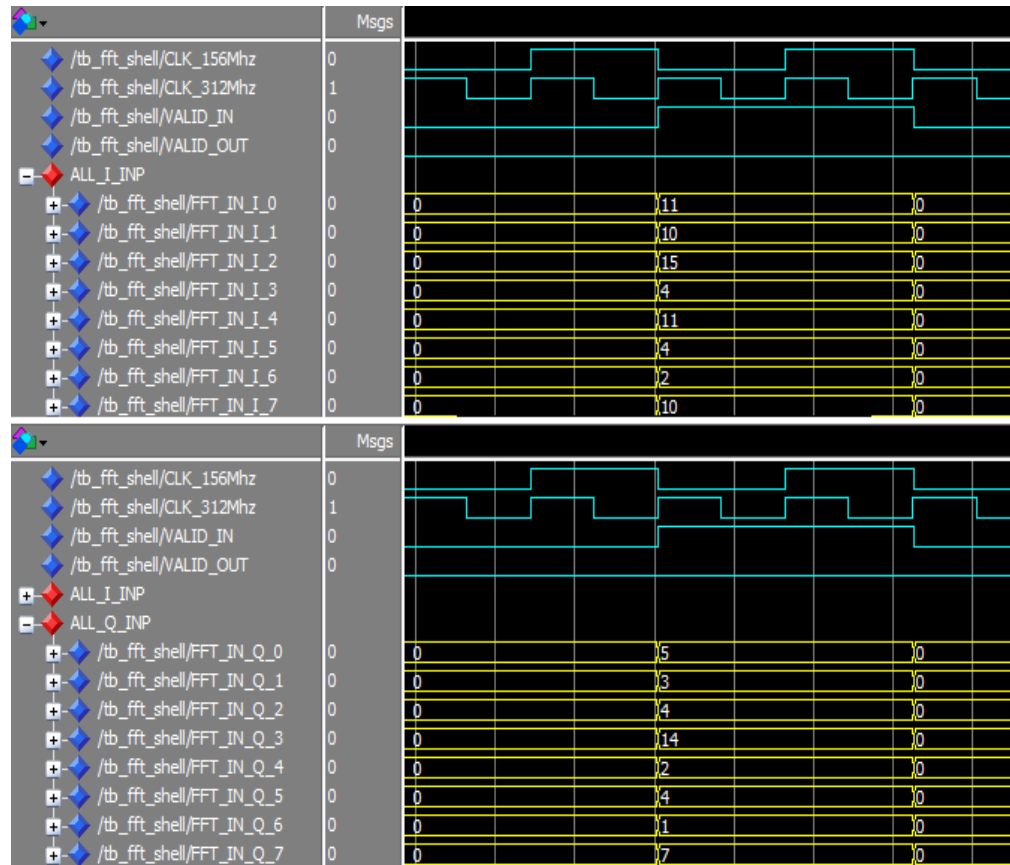 Msgs
/tb_fft_shell/CLK_156Mhz 0
/tb_fft_shell/CLK_312Mhz 1
/tb_fft_shell/VALID_IN 0
/tb_fft_shell/VALID_OUT 0
ALL_I_INP
/tb_fft_shell/FFT_IN_I_0 0 0 11 0
/tb_fft_shell/FFT_IN_I_1 0 0 10 0
/tb_fft_shell/FFT_IN_I_2 0 0 15 0
/tb_fft_shell/FFT_IN_I_3 0 0 4 0
/tb_fft_shell/FFT_IN_I_4 0 0 11 0
/tb_fft_shell/FFT_IN_I_5 0 0 4 0
/tb_fft_shell/FFT_IN_I_6 0 0 2 0
/tb_fft_shell/FFT_IN_I_7 0 0 10 0
Msgs
/tb_fft_shell/CLK_156Mhz 0
/tb_fft_shell/CLK_312Mhz 1
/tb_fft_shell/VALID_IN 0
/tb_fft_shell/VALID_OUT 0
ALL_I_INP
ALL_Q_INP
/tb_fft_shell/FFT_IN_Q_0 0 0 5 0
/tb_fft_shell/FFT_IN_Q_1 0 0 3 0
/tb_fft_shell/FFT_IN_Q_2 0 0 4 0
/tb_fft_shell/FFT_IN_Q_3 0 0 14 0
/tb_fft_shell/FFT_IN_Q_4 0 0 2 0
/tb_fft_shell/FFT_IN_Q_5 0 0 4 0
/tb_fft_shell/FFT_IN_Q_6 0 0 1 0
/tb_fft_shell/FFT_IN_Q_7 0 0 7 0